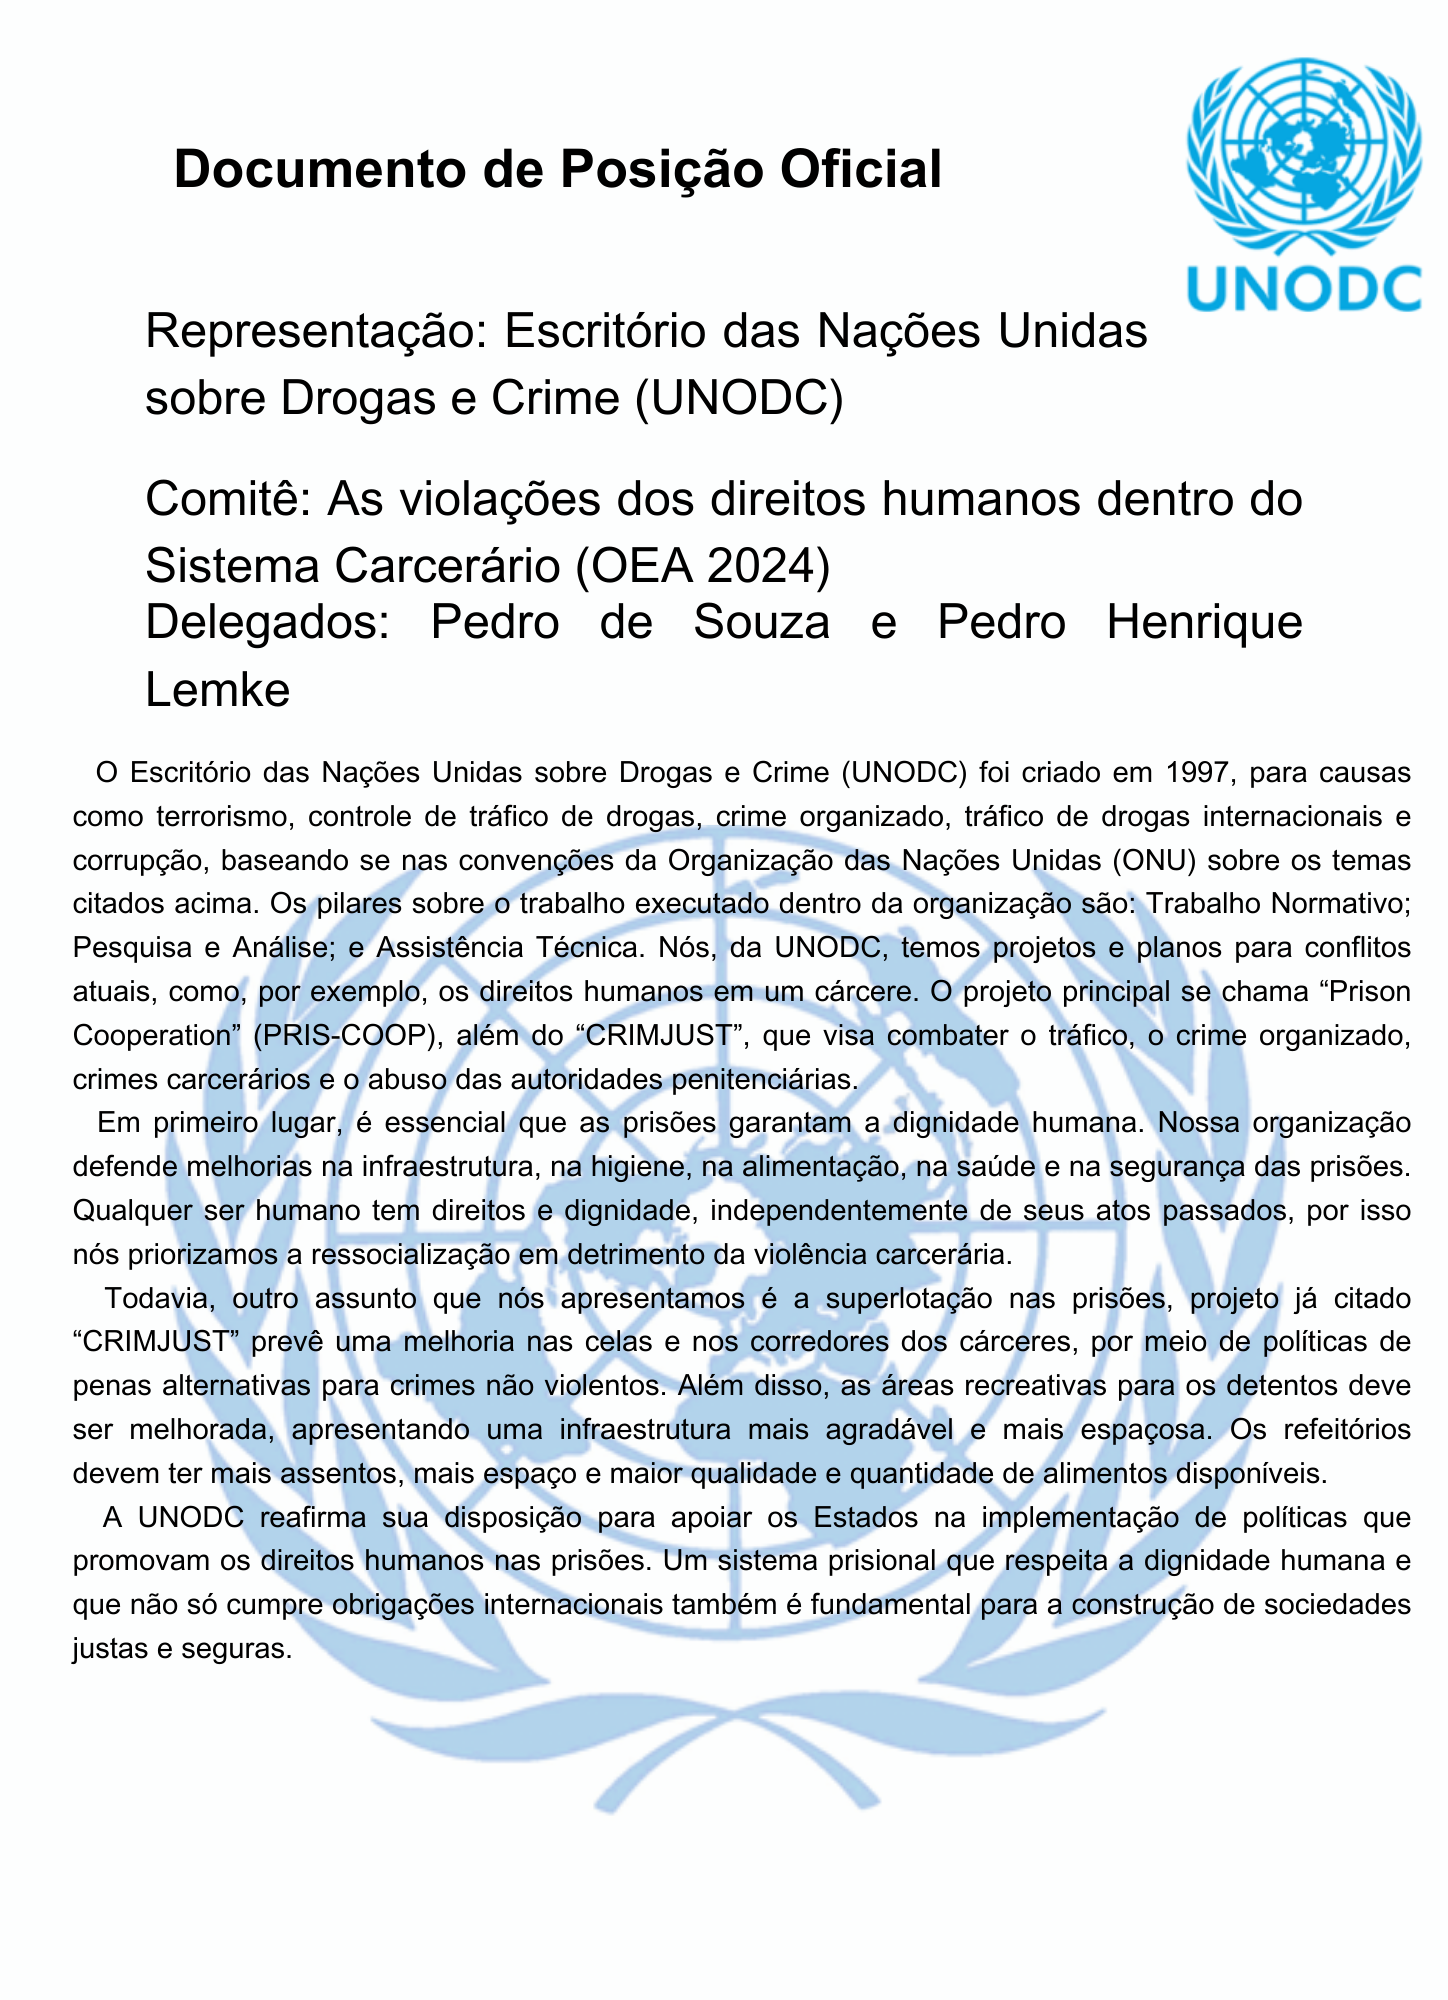 Documento de Posição Oficial
UNODC
Representação: Escritório das Nações Unidas
sobre Drogas e Crime (UNODC)
Comitê: As violações dos direitos humanos dentro do
Sistema Carcerário (OEA 2024)
Delegados: Pedro de Souza e Pedro Henrique
Lemke
O Escritório das Nações Unidas sobre Drogas e Crime (UNODC) foi criado em 1997, para causas
como terrorismo, controle de tráfico de drogas, crime organizado, tráfico de drogas internacionais e
corrupção, baseando se nas convenções da Organização das Nações Unidas (ONU) sobre os temas
citados acima. Os pilares sobre o trabalho executado dentro da organização são: Trabalho Normativo;
Pesquisa e Análise; e Assistência Técnica. Nós, da UNODC, temos projetos e planos para conflitos
atuais, como, por exemplo, os direitos humanos em um cárcere. O projeto principal se chama “Prison
Cooperation” (PRIS-COOP), além do “CRIMJUST”, que visa combater o tráfico, o crime organizado,
crimes carcerários e o abuso das autoridades penitenciárias.
Em primeiro lugar, é essencial que as prisões garantam a dignidade humana. Nossa organização
defende melhorias na infraestrutura, na higiene, na alimentação, na saúde e na segurança das prisões.
Qualquer ser humano tem direitos e dignidade, independentemente de seus atos passados, por isso
nós priorizamos a ressocialização em detrimento da violência carcerária.
Todavia, outro assunto que nós apresentamos é a superlotação nas prisões, projeto já citado
“CRIMJUST” prevê uma melhoria nas celas e nos corredores dos cárceres, por meio de políticas de
penas alternativas para crimes não violentos. Além disso, as áreas recreativas para os detentos deve
ser melhorada, apresentando uma infraestrutura mais agradável e mais espaçosa. Os refeitórios
devem ter mais assentos, mais espaço e maior qualidade e quantidade de alimentos disponíveis.
A UNODC reafirma sua disposição para apoiar os Estados na implementação de políticas que
promovam os direitos humanos nas prisões. Um sistema prisional que respeita a dignidade humana e
que não só cumpre obrigações internacionais também é fundamental para a construção de sociedades
justas e seguras.